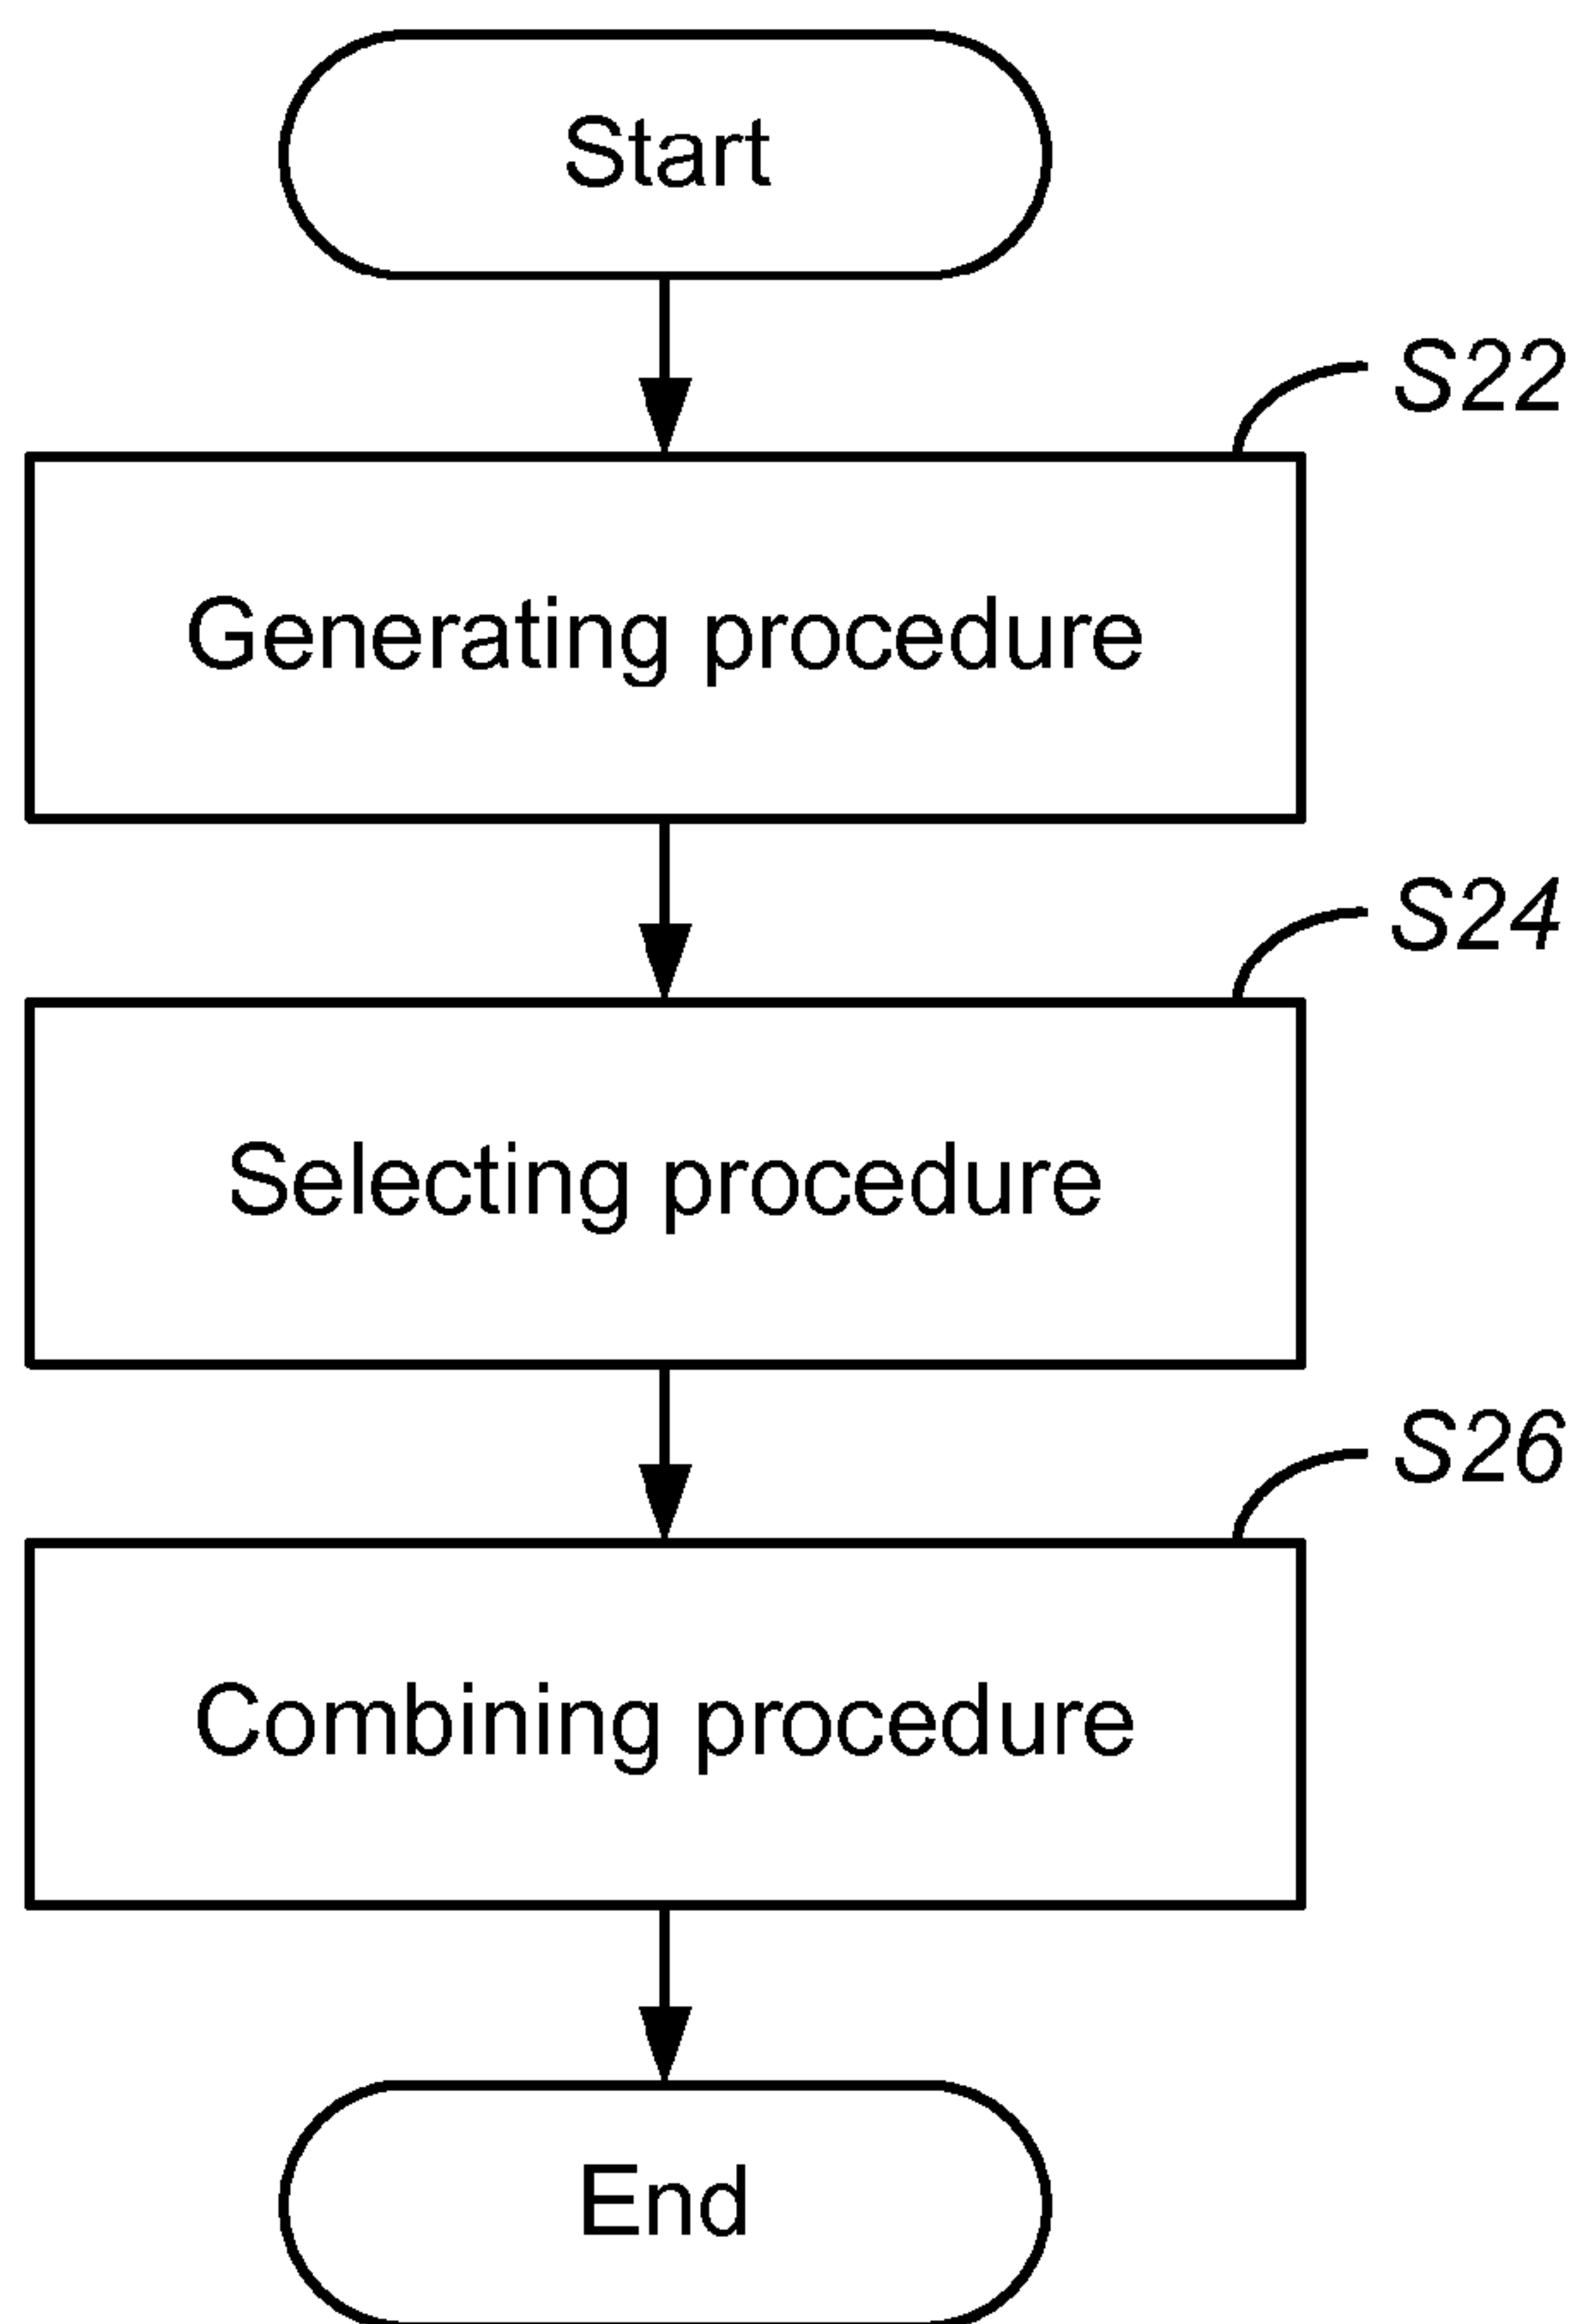 Start
S22
Generating procedure
S24
Selecting procedure
S26
Combining procedure
End